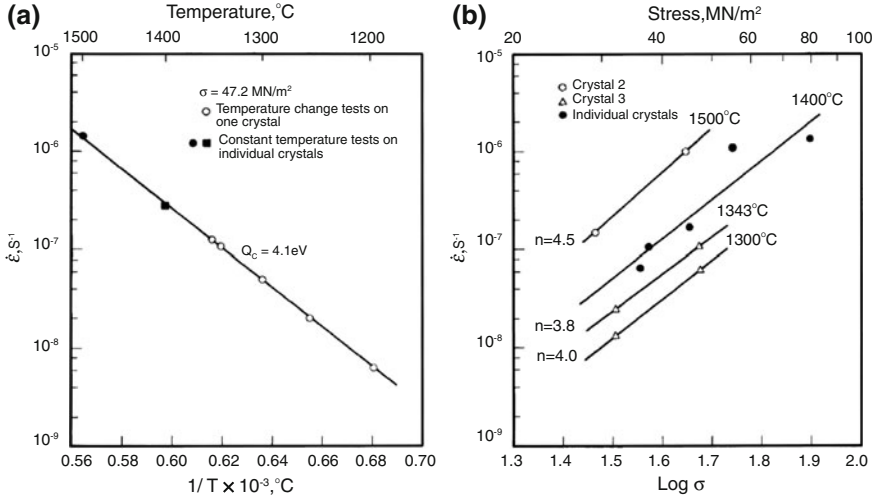 (a)
Temperature,°C
1500 1400 1300 1200 1100
σ = 47.2 MN/m²
Temperature change tests on
one crystal
Constant temperature tests on
individual crystals
Q_C = 4.1eV
10⁻⁵
10⁻⁶
10⁻⁷
10⁻⁸
10⁻⁹
ε̇,S⁻¹
0.56 0.58 0.60 0.62 0.64 0.66 0.68 0.70
1/ T × 10⁻³,°C
(b)
Stress,MN/m²
20 40 60 80 100
Crystal 2
Crystal 3
Individual crystals
1500°C
1400°C
1343°C
1300°C
n=4.5
n=3.8
n=4.0
10⁻⁵
10⁻⁶
10⁻⁷
10⁻⁸
10⁻⁹
ε̇,S⁻¹
1.3 1.4 1.5 1.6 1.7 1.8 1.9 2.0
Log σ